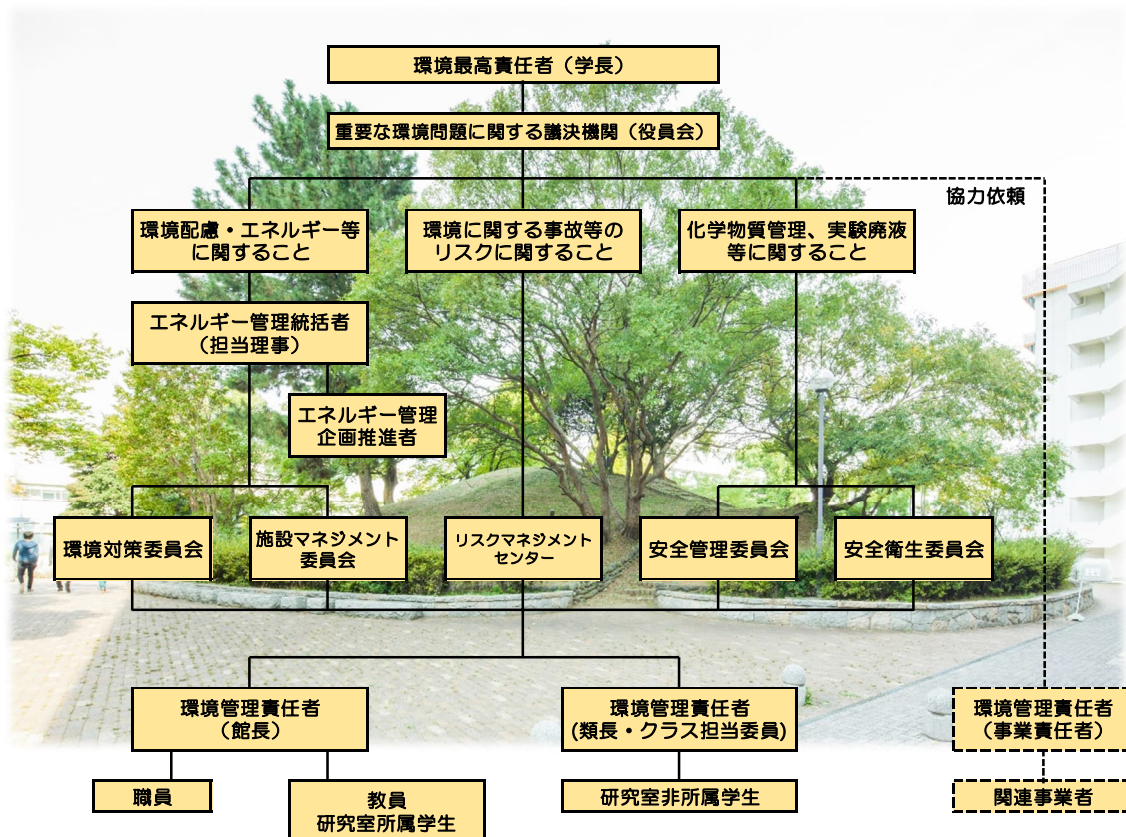 環境最高責任者（学長）
重要な環境問題に関する議決機関（役員会）
協力依頼
環境配慮・エネルギー等
に関すること
環境に関する事故等の
リスクに関すること
化学物質管理、実験廃液
等に関すること
エネルギー管理統括者
（担当理事）
エネルギー管理
企画推進者
環境対策委員会
施設マネジメント
委員会
リスクマネジメント
センター
安全管理委員会
安全衛生委員会
環境管理責任者
（館長）
環境管理責任者
(類長・クラス担当委員)
環境管理責任者
（事業責任者）
職員
教員
研究室所属学生
研究室非所属学生
関連事業者